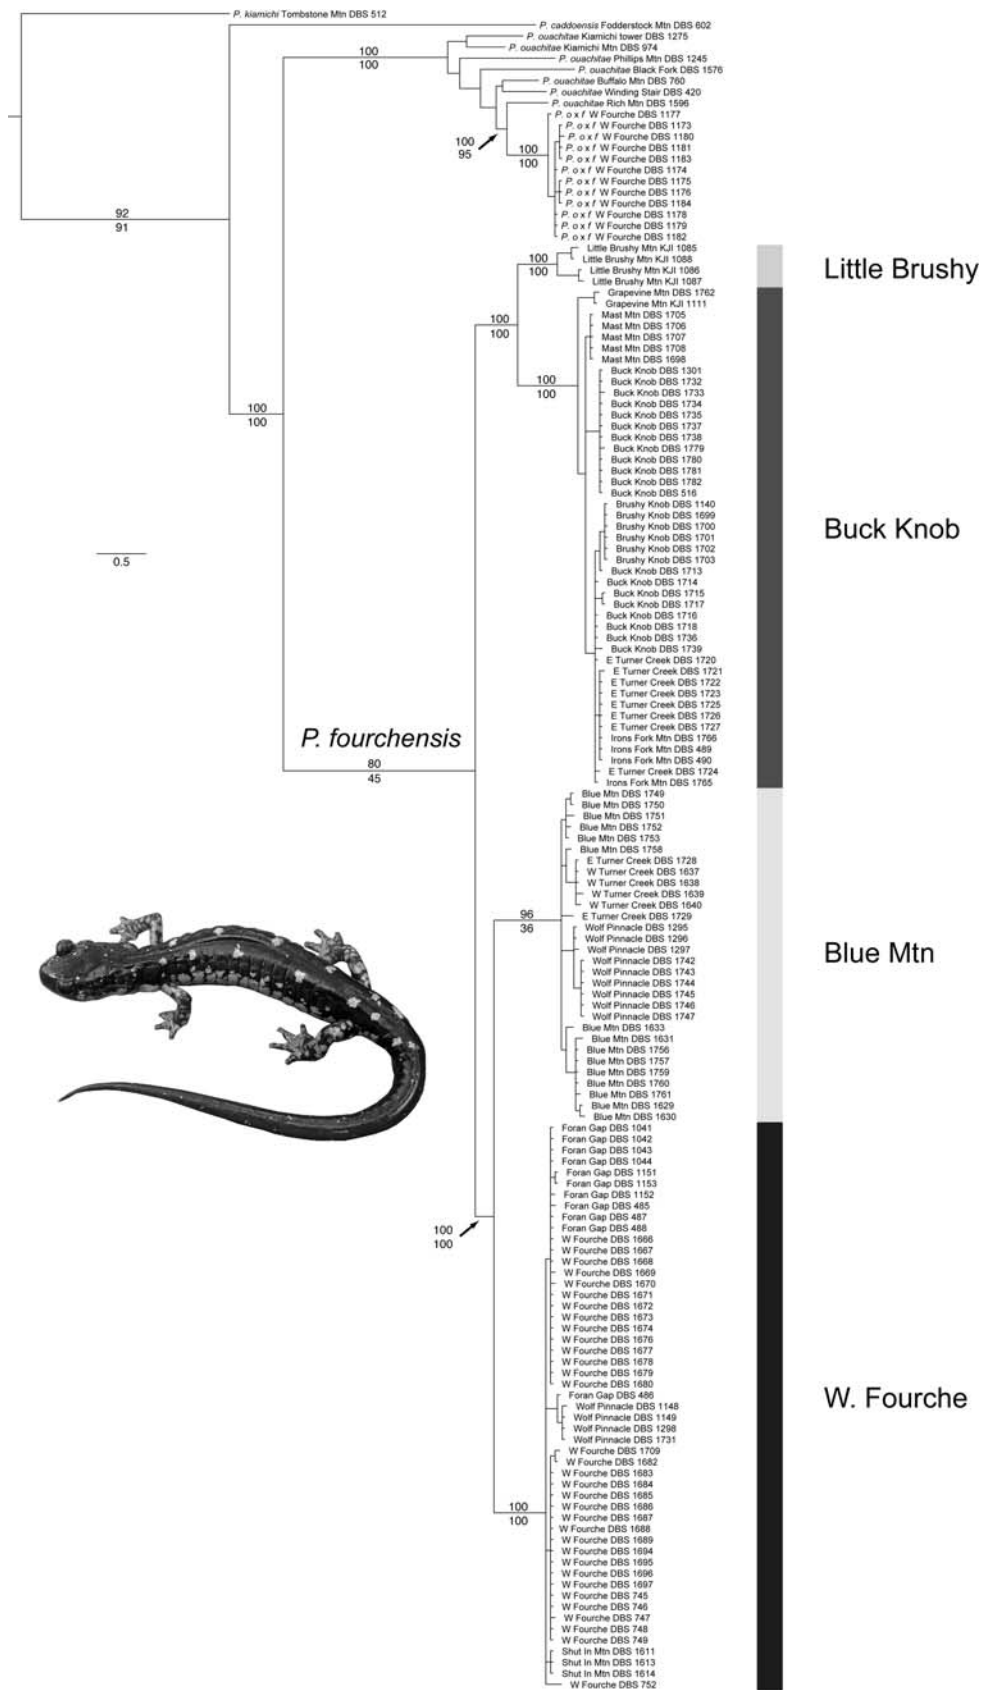 P. kiamichi Tombstone Mtn DBS 512
P. caddoensis Fodderstock Mtn DBS 602
P. ouachitae Kiamichi tower DBS 1275
P. ouachitae Kiamichi Mtn DBS 974
100
100
P. ouachitae Phillips Mtn DBS 1245
P. ouachitae Black Fork DBS 1576
P. ouachitae Buffalo Mtn DBS 760
P. ouachitae Winding Stair DBS 420
P. ouachitae Rich Mtn DBS 1596
P. o x f W Fourche DBS 1177
P. o x f W Fourche DBS 1173
P. o x f W Fourche DBS 1180
100
95
P. o x f W Fourche DBS 1181
100
100
P. o x f W Fourche DBS 1183
P. o x f W Fourche DBS 1174
P. o x f W Fourche DBS 1175
P. o x f W Fourche DBS 1176
P. o x f W Fourche DBS 1184
92
91
P. o x f W Fourche DBS 1178
P. o x f W Fourche DBS 1179
P. o x f W Fourche DBS 1182
Little Brushy Mtn KJI 1085
100
100
Little Brushy Mtn KJI 1088
Little Brushy Mtn KJI 1086
Little Brushy Mtn KJI 1087
Little Brushy
Grapevine Mtn DBS 1762
Grapevine Mtn KJI 1111
Mast Mtn DBS 1705
100
100
Mast Mtn DBS 1706
Mast Mtn DBS 1707
Mast Mtn DBS 1708
Mast Mtn DBS 1698
Buck Knob DBS 1301
100
100
Buck Knob DBS 1732
Buck Knob DBS 1733
Buck Knob DBS 1734
100
100
Buck Knob DBS 1735
Buck Knob DBS 1737
Buck Knob DBS 1738
Buck Knob DBS 1779
Buck Knob DBS 1780
Buck Knob DBS 1781
Buck Knob DBS 1782
Buck Knob DBS 516
Brushy Knob DBS 1140
Brushy Knob DBS 1699
Brushy Knob DBS 1700
Buck Knob
Brushy Knob DBS 1701
Brushy Knob DBS 1702
Brushy Knob DBS 1703
0.5
Buck Knob DBS 1713
Buck Knob DBS 1714
Buck Knob DBS 1715
Buck Knob DBS 1717
Buck Knob DBS 1716
Buck Knob DBS 1718
Buck Knob DBS 1736
Buck Knob DBS 1739
E Turner Creek DBS 1720
E Turner Creek DBS 1721
E Turner Creek DBS 1722
E Turner Creek DBS 1723
E Turner Creek DBS 1725
E Turner Creek DBS 1726
E Turner Creek DBS 1727
P. fourchensis
Irons Fork Mtn DBS 1766
Irons Fork Mtn DBS 489
Irons Fork Mtn DBS 490
80
45
E Turner Creek DBS 1724
Irons Fork Mtn DBS 1765
Blue Mtn DBS 1749
Blue Mtn DBS 1750
Blue Mtn DBS 1751
Blue Mtn DBS 1752
Blue Mtn DBS 1753
Blue Mtn DBS 1758
E Turner Creek DBS 1728
W Turner Creek DBS 1637
W Turner Creek DBS 1638
W Turner Creek DBS 1639
W Turner Creek DBS 1640
96
36
E Turner Creek DBS 1729
Wolf Pinnacle DBS 1295
Wolf Pinnacle DBS 1296
Wolf Pinnacle DBS 1297
Blue Mtn
Wolf Pinnacle DBS 1742
Wolf Pinnacle DBS 1743
Wolf Pinnacle DBS 1744
Wolf Pinnacle DBS 1745
Wolf Pinnacle DBS 1746
Wolf Pinnacle DBS 1747
Blue Mtn DBS 1633
Blue Mtn DBS 1631
Blue Mtn DBS 1756
Blue Mtn DBS 1757
Blue Mtn DBS 1759
Blue Mtn DBS 1760
Blue Mtn DBS 1761
Blue Mtn DBS 1629
Blue Mtn DBS 1630
Foran Gap DBS 1041
Foran Gap DBS 1042
Foran Gap DBS 1043
Foran Gap DBS 1044
Foran Gap DBS 1151
Foran Gap DBS 1153
Foran Gap DBS 1152
Foran Gap DBS 485
Foran Gap DBS 487
Foran Gap DBS 488
100
100
W Fourche DBS 1666
W Fourche DBS 1667
W Fourche DBS 1668
W Fourche DBS 1669
W Fourche DBS 1670
W Fourche DBS 1671
W Fourche DBS 1672
W Fourche DBS 1673
W Fourche DBS 1674
W Fourche DBS 1676
W Fourche DBS 1677
W Fourche DBS 1678
W Fourche DBS 1679
W Fourche DBS 1680
Foran Gap DBS 486
W. Fourche
Wolf Pinnacle DBS 1148
Wolf Pinnacle DBS 1149
Wolf Pinnacle DBS 1298
Wolf Pinnacle DBS 1731
W Fourche DBS 1709
W Fourche DBS 1682
W Fourche DBS 1683
W Fourche DBS 1684
W Fourche DBS 1685
W Fourche DBS 1686
100
100
W Fourche DBS 1687
W Fourche DBS 1688
W Fourche DBS 1689
W Fourche DBS 1694
W Fourche DBS 1695
W Fourche DBS 1696
W Fourche DBS 1697
W Fourche DBS 745
W Fourche DBS 746
W Fourche DBS 747
W Fourche DBS 748
W Fourche DBS 749
Shut In Mtn DBS 1611
Shut In Mtn DBS 1613
Shut In Mtn DBS 1614
W Fourche DBS 752